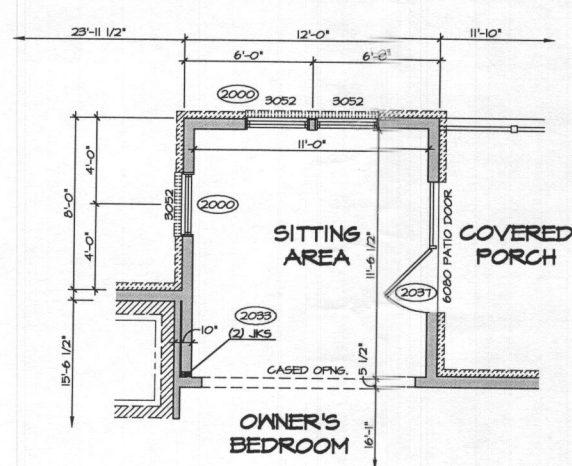 23'-11 1/2"
12'-0"
11'-10"
6'-0"
6'-0"
2000
3052
3052
11'-0"
8'-0"
4'-0"
4'-0"
3052
2000
SITTING
AREA
11'-6 1/2"
6080 PATIO DOOR
COVERED
PORCH
2037
2033
(2) JKS
10"
15'-6 1/2"
CASED OPNG.
5 1/2"
OWNER'S
BEDROOM
16'-1"